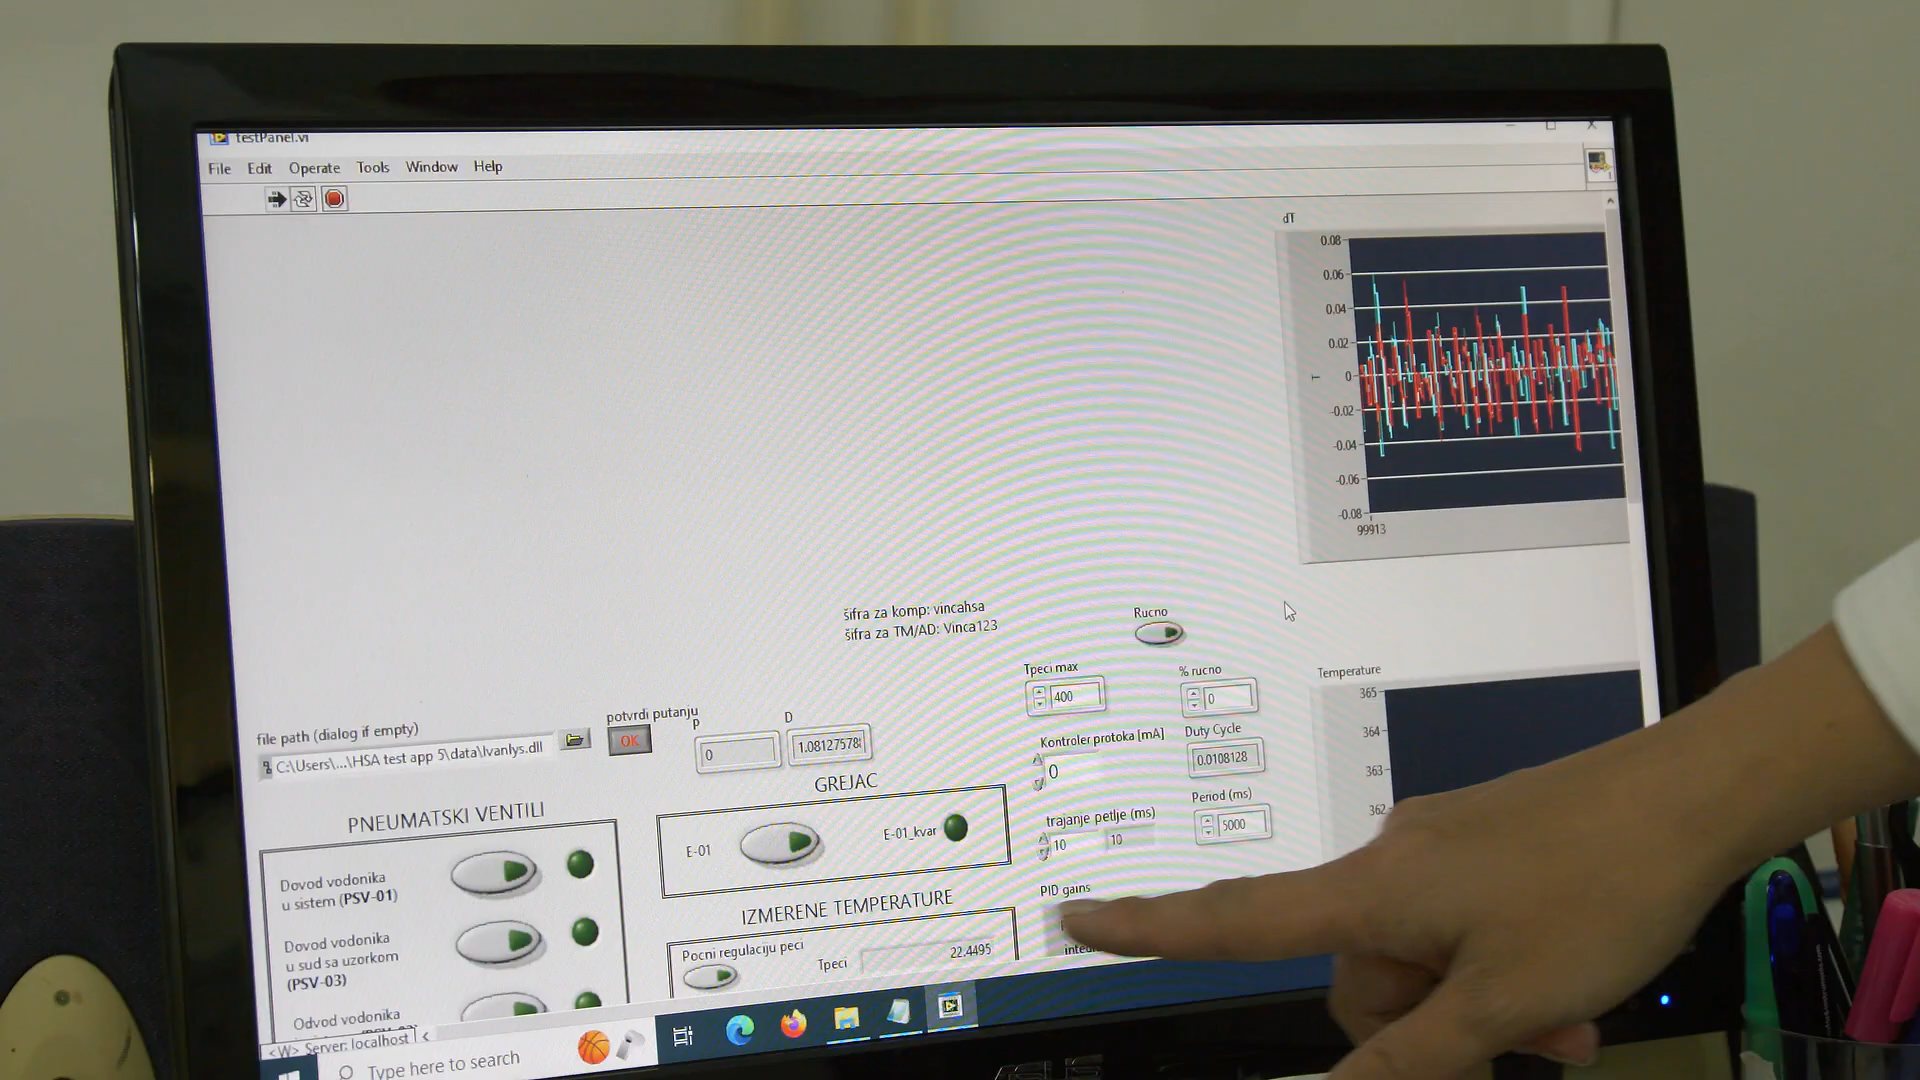 testPanel.vi
File Edit Operate Tools Window Help
dT
0.08
0.06
0.04
0.02
0
-0.02
-0.04
-0.06
-0.08
T
99913
šifra za komp: vincahsa
šifra za TM/AD: Vinca123
Rucno
Tpeci max
400
% rucno
0
Temperature
365
364
363
362
file path (dialog if empty)
C:\Users\...\HSA test app 5\data\Ivanlys.dll
potvrdi putanju
OK
P
0
D
1.08127578
Kontroler protoka [mA]
0
Duty Cycle
0.0108128
trajanje petlje (ms)
10
10
Period (ms)
5000
PNEUMATSKI VENTILI
Dovod vodonika
u sistem (PSV-01)
Dovod vodonika
u sud sa uzorkom
(PSV-03)
Odvod vodonika
GREJAC
E-01
E-01_kvar
IZMERENE TEMPERATURE
Pocni regulaciju peci
Tpeci
22.4495
PID gains
<W> Server: localhost
Type here to search